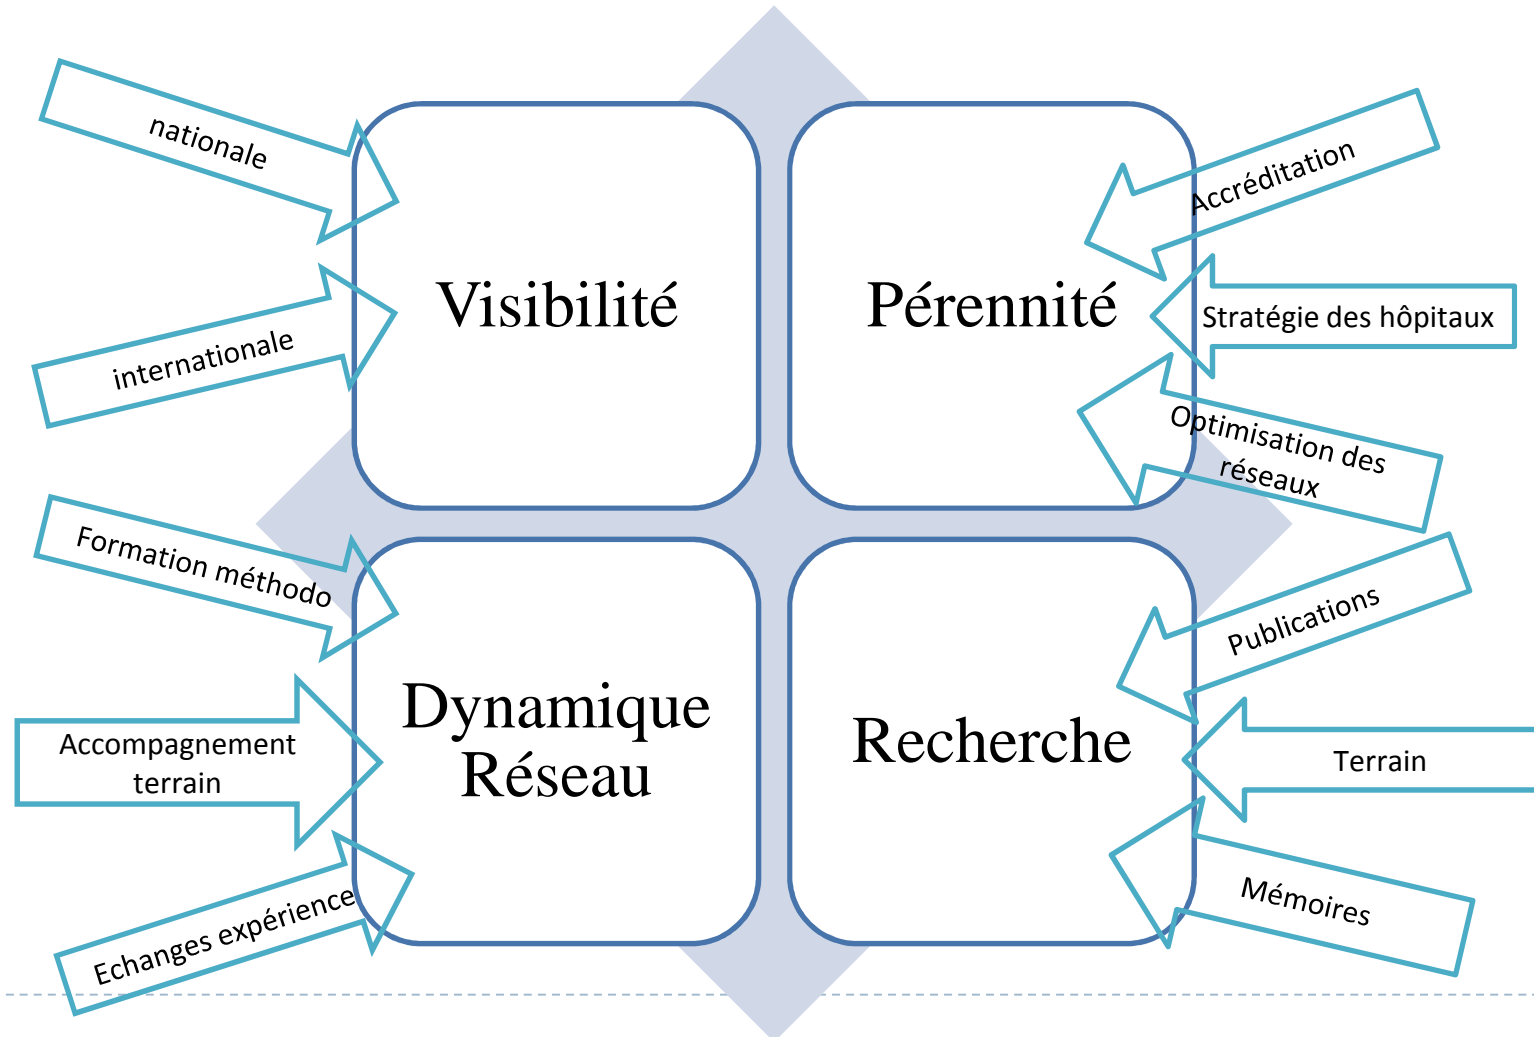 nationale
internationale
Visibilité
Pérennité
Accréditation
Stratégie des hôpitaux
Optimisation des
réseaux
Formation méthodo
Accompagnement
terrain
Echanges expérience
Dynamique
Réseau
Recherche
Publications
Terrain
Mémoires